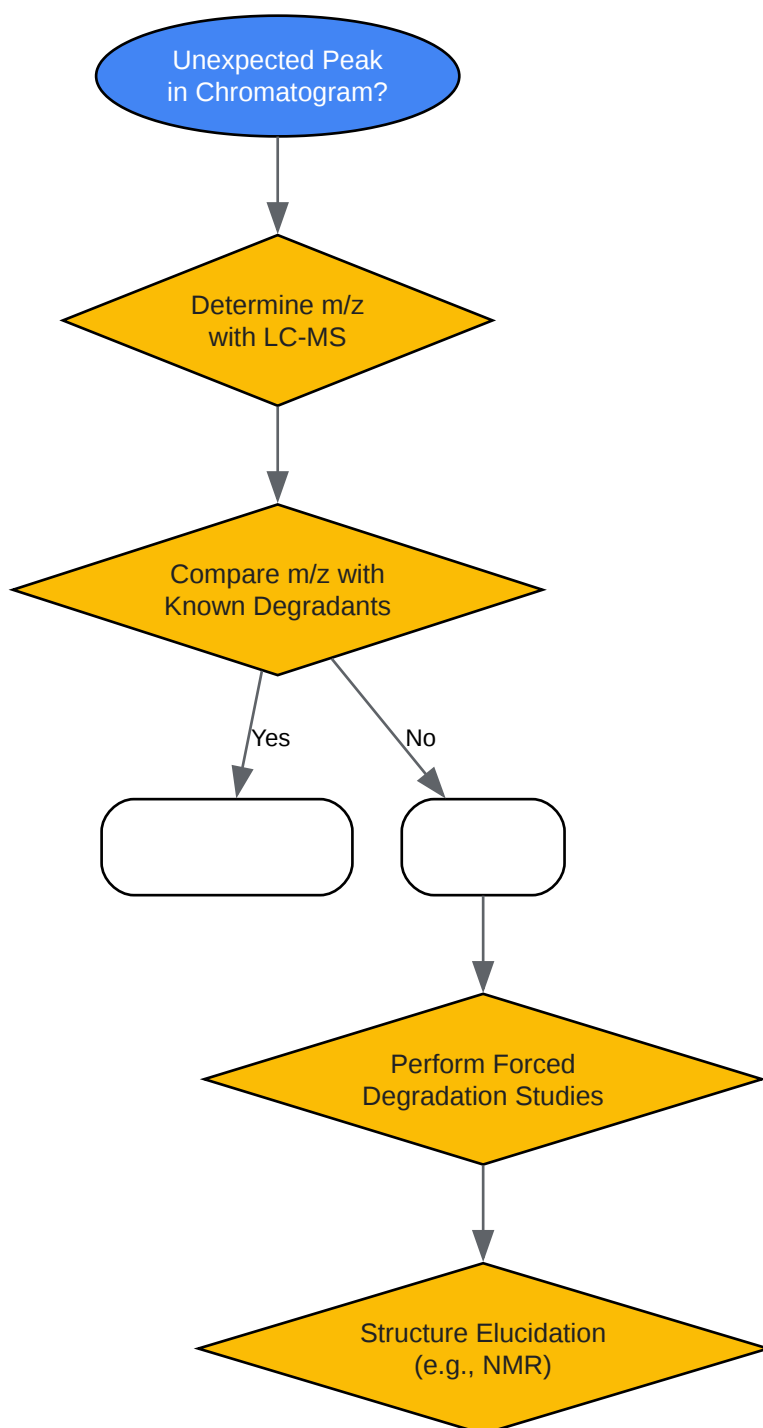 Unexpected Peak
in Chromatogram?
Determine m/z
with LC-MS
Compare m/z with
Known Degradants
Yes
No
Perform Forced
Degradation Studies
Structure Elucidation
(e.g., NMR)